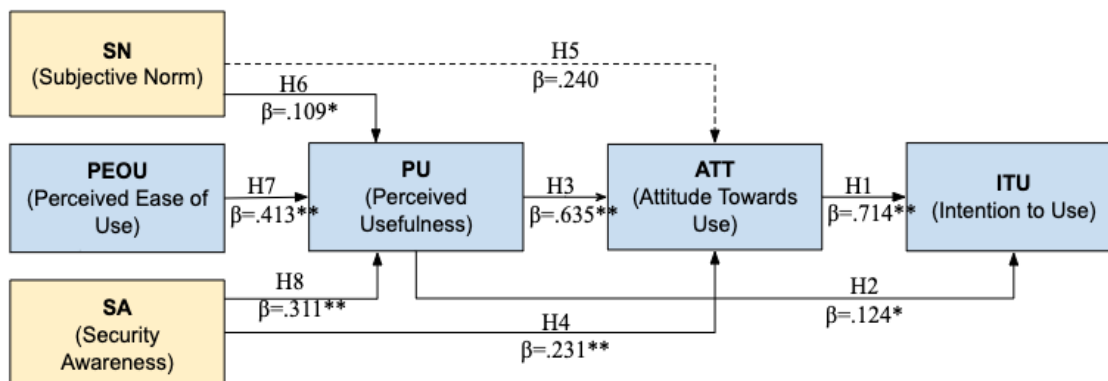 SN
(Subjective Norm)
H5
β=.240
H6
β=.109*
PEOU
(Perceived Ease of
Use)
H7
β=.413**
PU
(Perceived
Usefulness)
H3
β=.635**
ATT
(Attitude Towards
Use)
H1
β=.714**
ITU
(Intention to Use)
SA
(Security
Awareness)
H8
β=.311**
H4
β=.231**
H2
β=.124*